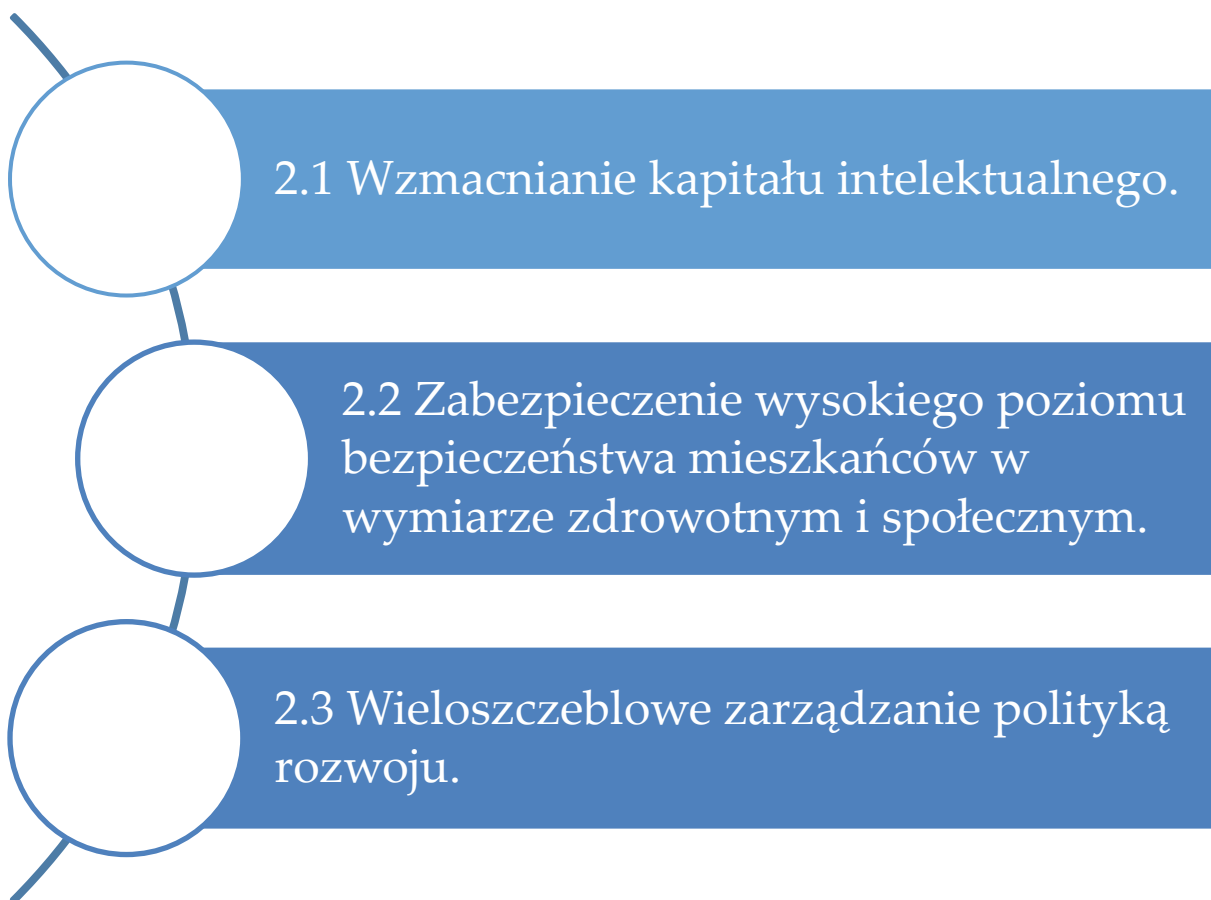 2.1 Wzmacnianie kapitału intelektualnego.
2.2 Zabezpieczenie wysokiego poziomu
bezpieczeństwa mieszkańców w
wymiarze zdrowotnym i społecznym.
2.3 Wieloszczeblowe zarządzanie polityką
rozwoju.